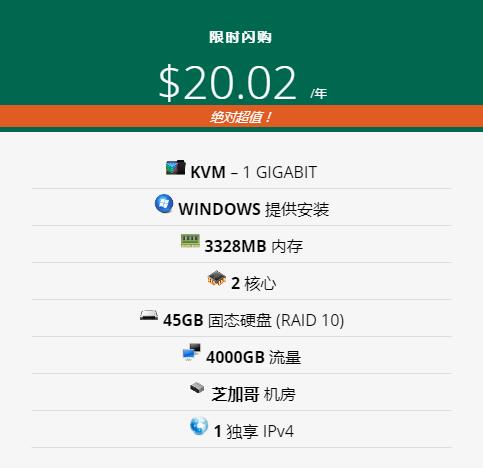 限时闪购
$20.02 /年
绝对超值！
KVM – 1 GIGABIT
WINDOWS 提供安装
3328MB 内存
2 核心
45GB 固态硬盘 (RAID 10)
4000GB 流量
芝加哥 机房
1 独享 IPv4